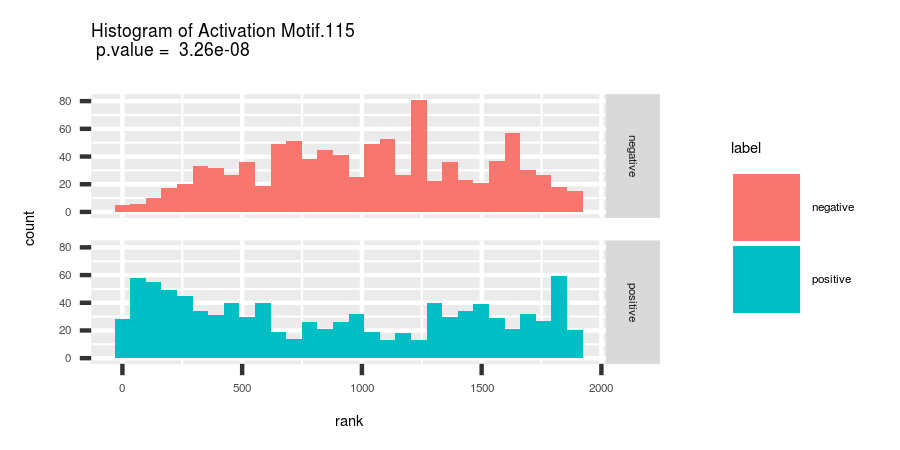 Histogram of Activation Motif.115
p.value = 3.26e-08
80
60
40
20
0
negative
80
60
40
20
0
positive
0
500
1000
1500
2000
rank
count
label
negative
positive